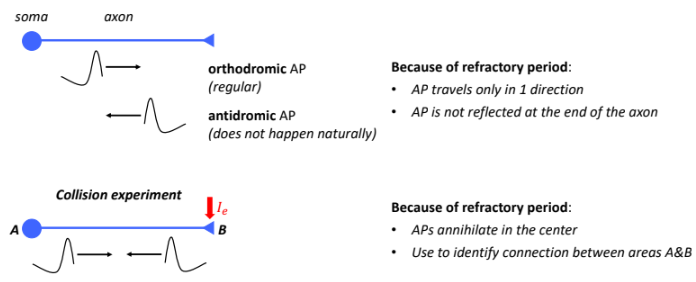 soma axon
orthodromic AP
(regular)
antidromic AP
(does not happen naturally)
Because of refractory period:
• AP travels only in 1 direction
• AP is not reflected at the end of the axon
Collision experiment
I_e
A B
Because of refractory period:
• APs annihilate in the center
• Use to identify connection between areas A&B